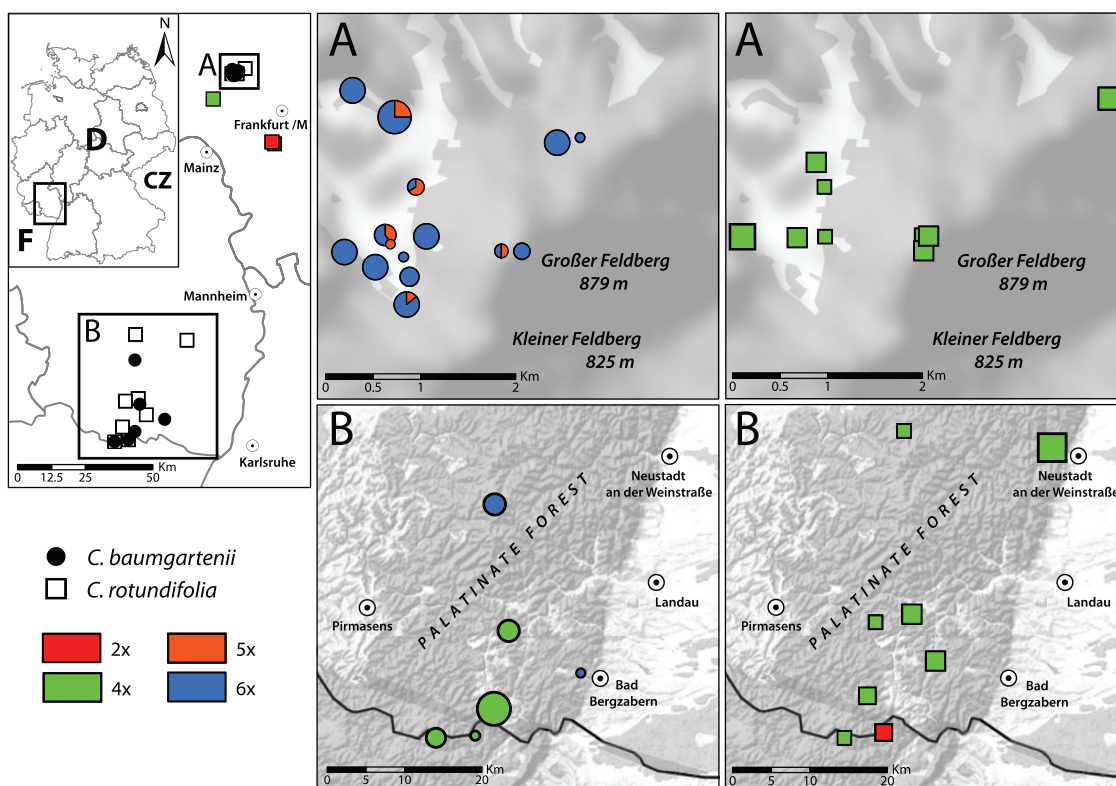 N
D
CZ
F
A
Frankfurt /M
Mainz
Mannheim
B
Karlsruhe
Km
0 12.5 25 50
C. baumgartenii
C. rotundifolia
2x
5x
4x
6x
A
Großer Feldberg
879 m
Kleiner Feldberg
825 m
Km
0 0.5 1 2
A
Großer Feldberg
879 m
Kleiner Feldberg
825 m
Km
0 0.5 1 2
B
Neustadt
an der Weinstraße
PALATINATE FOREST
Landau
Pirmasens
Bad
Bergzabern
Km
0 5 10 20
B
Neustadt
an der Weinstraße
PALATINATE FOREST
Landau
Pirmasens
Bad
Bergzabern
Km
0 5 10 20